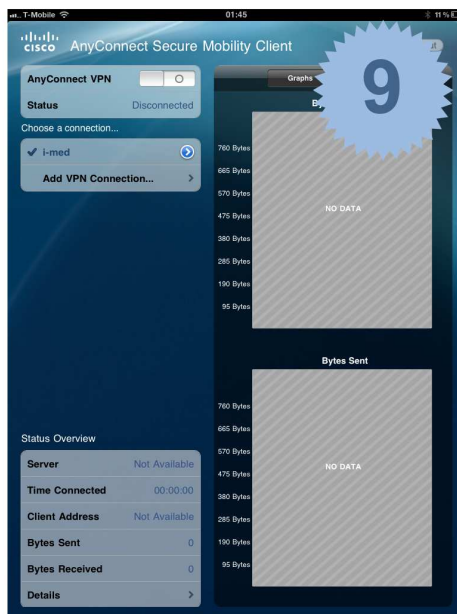 T-Mobile 01:45 11 %
CISCO AnyConnect Secure Mobility Client
AnyConnect VPN
Status Disconnected
Choose a connection...
i-med
Add VPN Connection...
Status Overview
Server Not Available
Time Connected 00:00:00
Client Address Not Available
Bytes Sent 0
Bytes Received 0
Details
Graphs
9
760 Bytes
665 Bytes
570 Bytes
475 Bytes
380 Bytes
285 Bytes
190 Bytes
95 Bytes
NO DATA
Bytes Sent
760 Bytes
665 Bytes
570 Bytes
475 Bytes
380 Bytes
285 Bytes
190 Bytes
95 Bytes
NO DATA